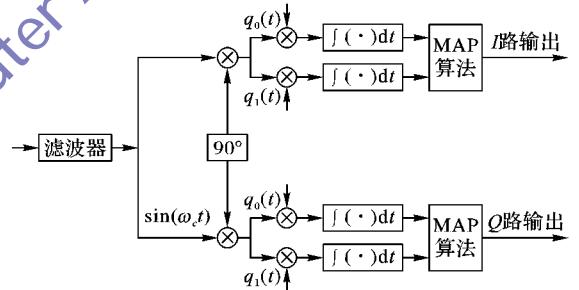 q₀(t)
∫(·)dt
MAP
算法
I路输出
q₁(t)
∫(·)dt
滤波器
90°
sin(ω꜀t)
q₀(t)
∫(·)dt
MAP
算法
Q路输出
q₁(t)
∫(·)dt
ater